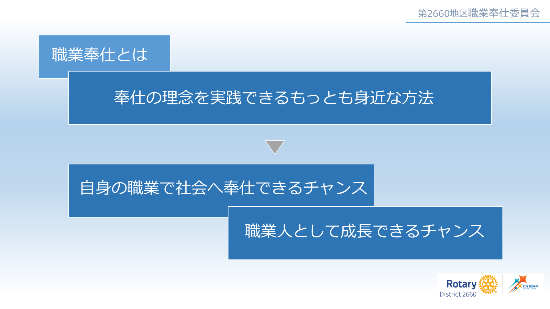 第2660地区職業奉仕委員会
職業奉仕とは
奉仕の理念を実践できるもっとも身近な方法
自身の職業で社会へ奉仕できるチャンス
職業人として成長できるチャンス
Rotary
District 2660